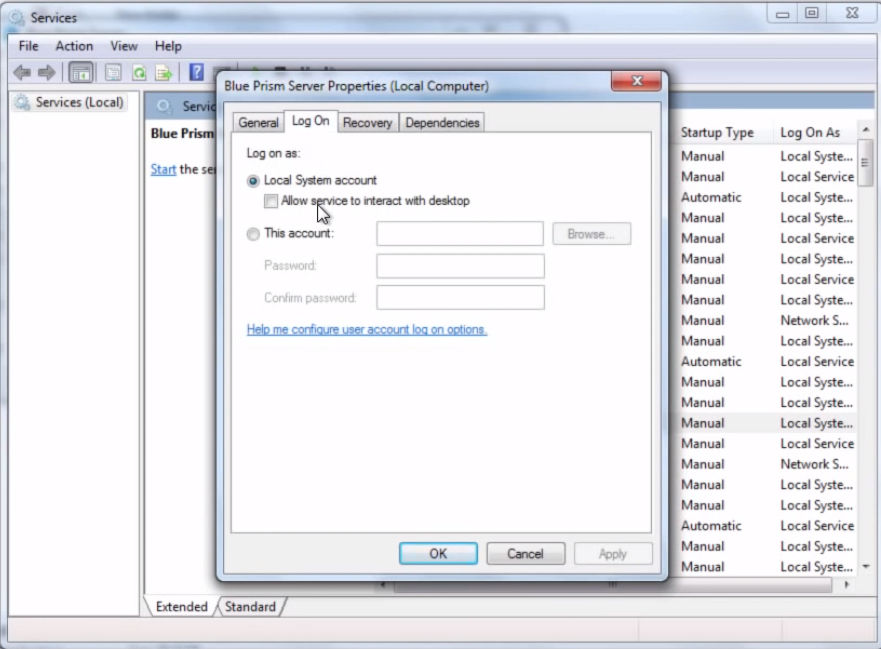 Services
File Action View Help
Services (Local)
Servic
Blue Prism
Start the ser
Blue Prism Server Properties (Local Computer)
General Log On Recovery Dependencies
Log on as:
Local System account
Allow service to interact with desktop
This account:
Browse...
Password:
Confirm password:
Help me configure user account log on options.
OK Cancel Apply
Startup Type Log On As
Manual Local Syste...
Manual Local Service
Automatic Local Syste...
Manual Local Syste...
Manual Local Service
Manual Local Syste...
Manual Local Service
Manual Local Syste...
Manual Network S...
Manual Local Syste...
Automatic Local Service
Manual Local Syste...
Manual Local Syste...
Manual Local Syste...
Manual Local Service
Manual Network S...
Manual Local Syste...
Manual Local Syste...
Automatic Local Service
Manual Local Syste...
Manual Local Syste...
Extended Standard